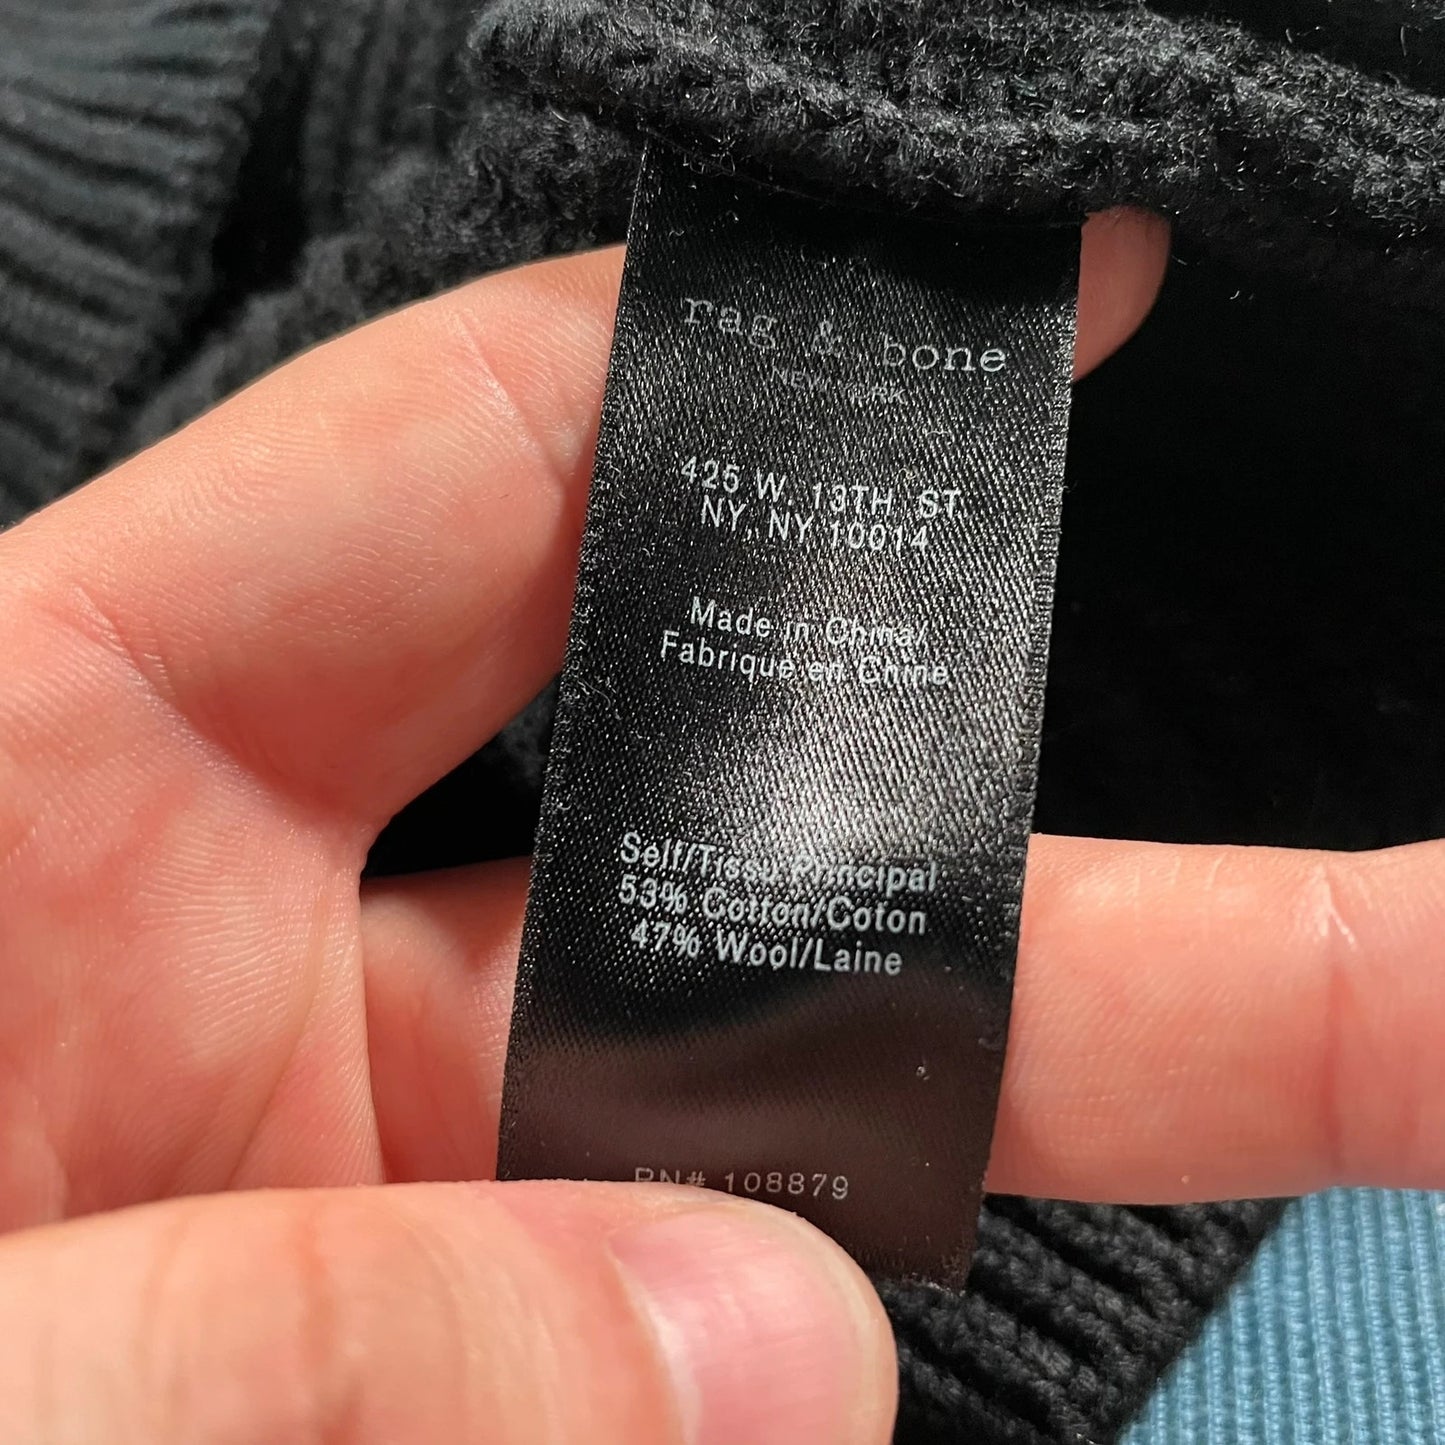 rag & bone
NEW YORK
425 W. 13TH ST
NY, NY 10014
Made in China/
Fabriqué en Chine
Self/Tissu Principal
53% Cotton/Coton
47% Wool/Laine
RN# 108879